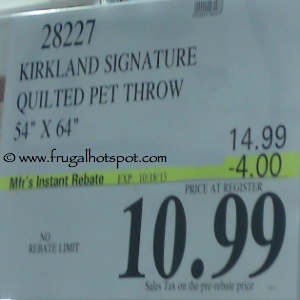 28227
KIRKLAND SIGNATURE
QUILTED PET THROW
54" X 64"
14.99
www.frugalhotspot.com
-4.00
Mfr's Instant Rebate EXP. 10/18/13
PRICE AT REGISTER
10.99
NO
REBATE LIMIT
Sales Tax on the pre-rebate price